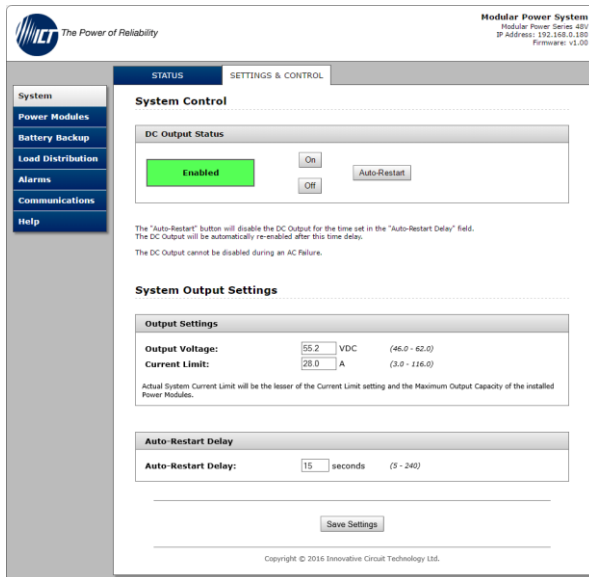 ICT The Power of Reliability
Modular Power System
Modular Power Series 48V
IP Address: 192.168.0.180
Firmware: v1.00
STATUS
SETTINGS & CONTROL
System
Power Modules
Battery Backup
Load Distribution
Alarms
Communications
Help
System Control
DC Output Status
Enabled
On
Off
Auto-Restart
The "Auto-Restart" button will disable the DC Output for the time set in the "Auto-Restart Delay" field.
The DC Output will be automatically re-enabled after this time delay.
The DC Output cannot be disabled during an AC Failure.
System Output Settings
Output Settings
Output Voltage: 55.2 VDC (46.0 - 62.0)
Current Limit: 28.0 A (3.0 - 116.0)
Actual System Current Limit will be the lesser of the Current Limit setting and the Maximum Output Capacity of the installed
Power Modules.
Auto-Restart Delay
Auto-Restart Delay: 15 seconds (5 - 240)
Save Settings
Copyright © 2016 Innovative Circuit Technology Ltd.